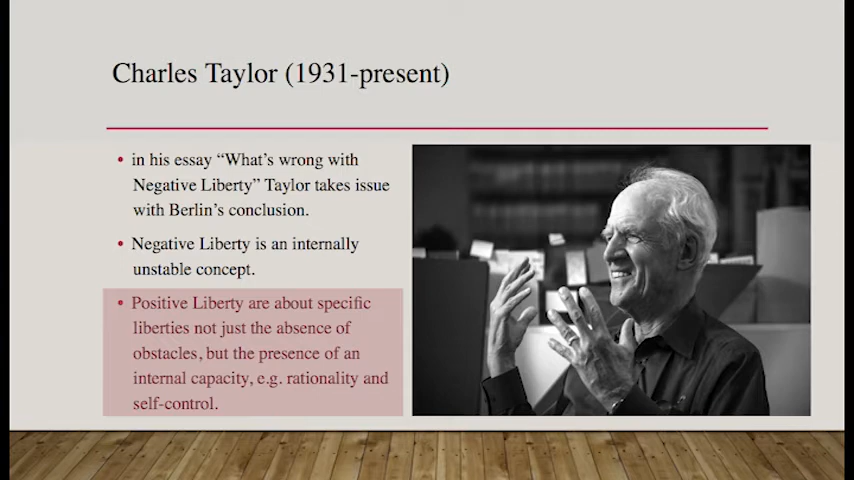 Charles Taylor (1931-present)
• in his essay “What’s wrong with
Negative Liberty” Taylor takes issue
with Berlin’s conclusion.
• Negative Liberty is an internally
unstable concept.
• Positive Liberty are about specific
liberties not just the absence of
obstacles, but the presence of an
internal capacity, e.g. rationality and
self-control.